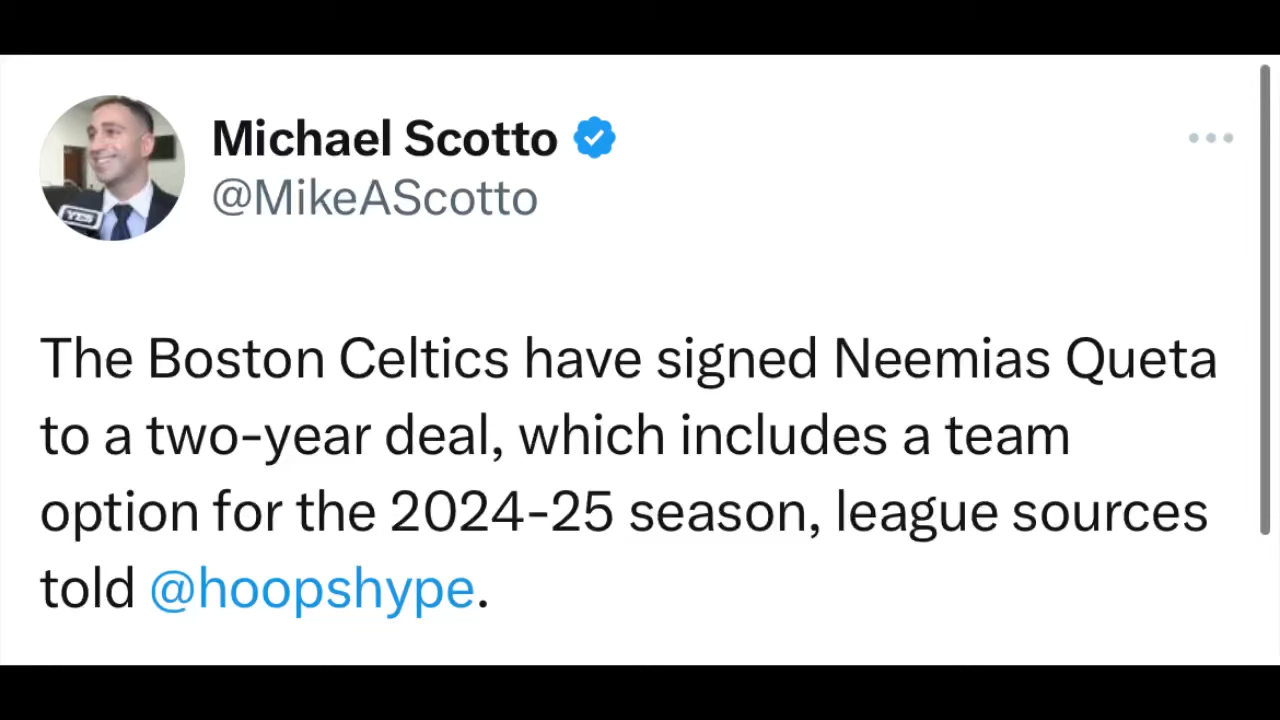 Michael Scotto
@MikeAScotto
YES
The Boston Celtics have signed Neemias Queta
to a two-year deal, which includes a team
option for the 2024-25 season, league sources
told @hoopshype.